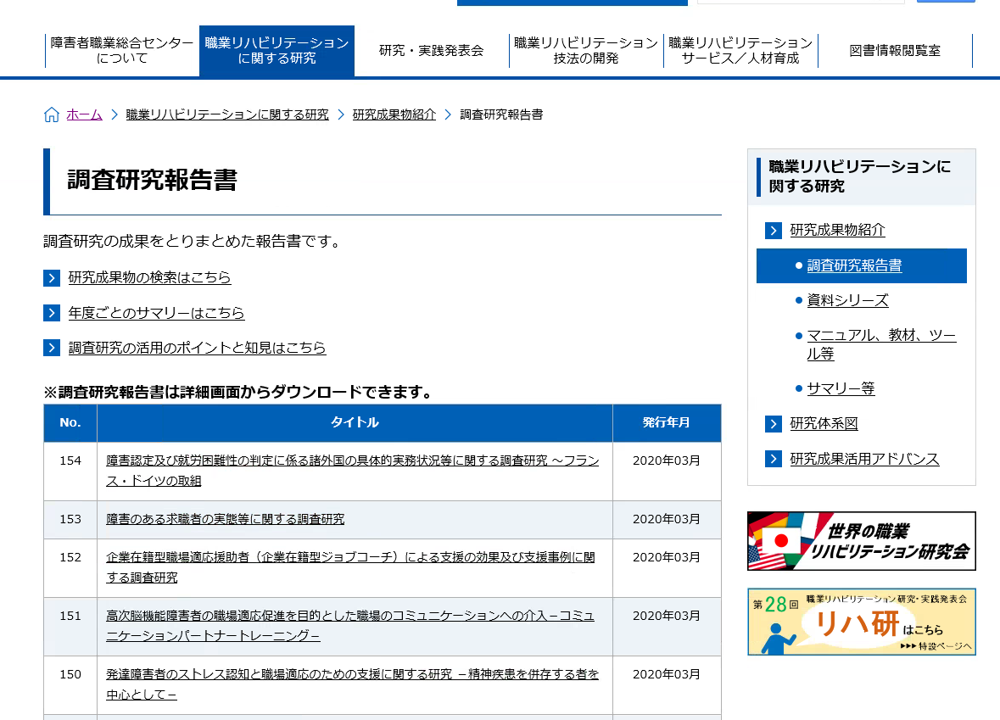 障害者職業総合センター
について
職業リハビリテーション
に関する研究
研究・実践発表会
職業リハビリテーション
技法の開発
職業リハビリテーション
サービス／人材育成
図書情報閲覧室
ホーム
職業リハビリテーションに関する研究
研究成果物紹介
調査研究報告書
調査研究報告書
調査研究の成果をとりまとめた報告書です。
研究成果物の検索はこちら
年度ごとのサマリーはこちら
調査研究の活用のポイントと知見はこちら
※調査研究報告書は詳細画面からダウンロードできます。
No. タイトル 発行年月
154 障害認定及び就労困難性の判定に係る諸外国の具体的実務状況等に関する調査研究 ～フラン 2020年03月
ス・ドイツの取組
153 障害のある求職者の実態等に関する調査研究 2020年03月
152 企業在籍型職場適応援助者（企業在籍型ジョブコーチ）による支援の効果及び支援事例に関 2020年03月
する調査研究
151 高次脳機能障害者の職場適応促進を目的とした職場のコミュニケーションへの介入－コミュ 2020年03月
ニケーションパートナートレーニング－
150 発達障害者のストレス認知と職場適応のための支援に関する研究 －精神疾患を併存する者を 2020年03月
中心として－
職業リハビリテーションに
関する研究
研究成果物紹介
調査研究報告書
資料シリーズ
マニュアル、教材、ツー
ル等
サマリー等
研究体系図
研究成果活用アドバンス
世界の職業
リハビリテーション研究会
第28回 職業リハビリテーション研究・実践発表会
リハ研 はこちら
▶▶▶特設ページへ